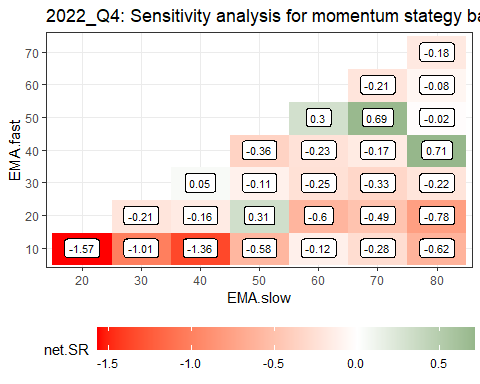 2022_Q4: Sensitivity analysis for momentum stategy ba
EMA.fast
70 -0.18
60 -0.21 -0.08
50 0.3 0.69 -0.02
40 -0.36 -0.23 -0.17 0.71
30 0.05 -0.11 -0.25 -0.33 -0.22
20 -0.21 -0.16 0.31 -0.6 -0.49 -0.78
10 -1.57 -1.01 -1.36 -0.58 -0.12 -0.28 -0.62
20 30 40 50 60 70 80
EMA.slow
net.SR
-1.5 -1.0 -0.5 0.0 0.5